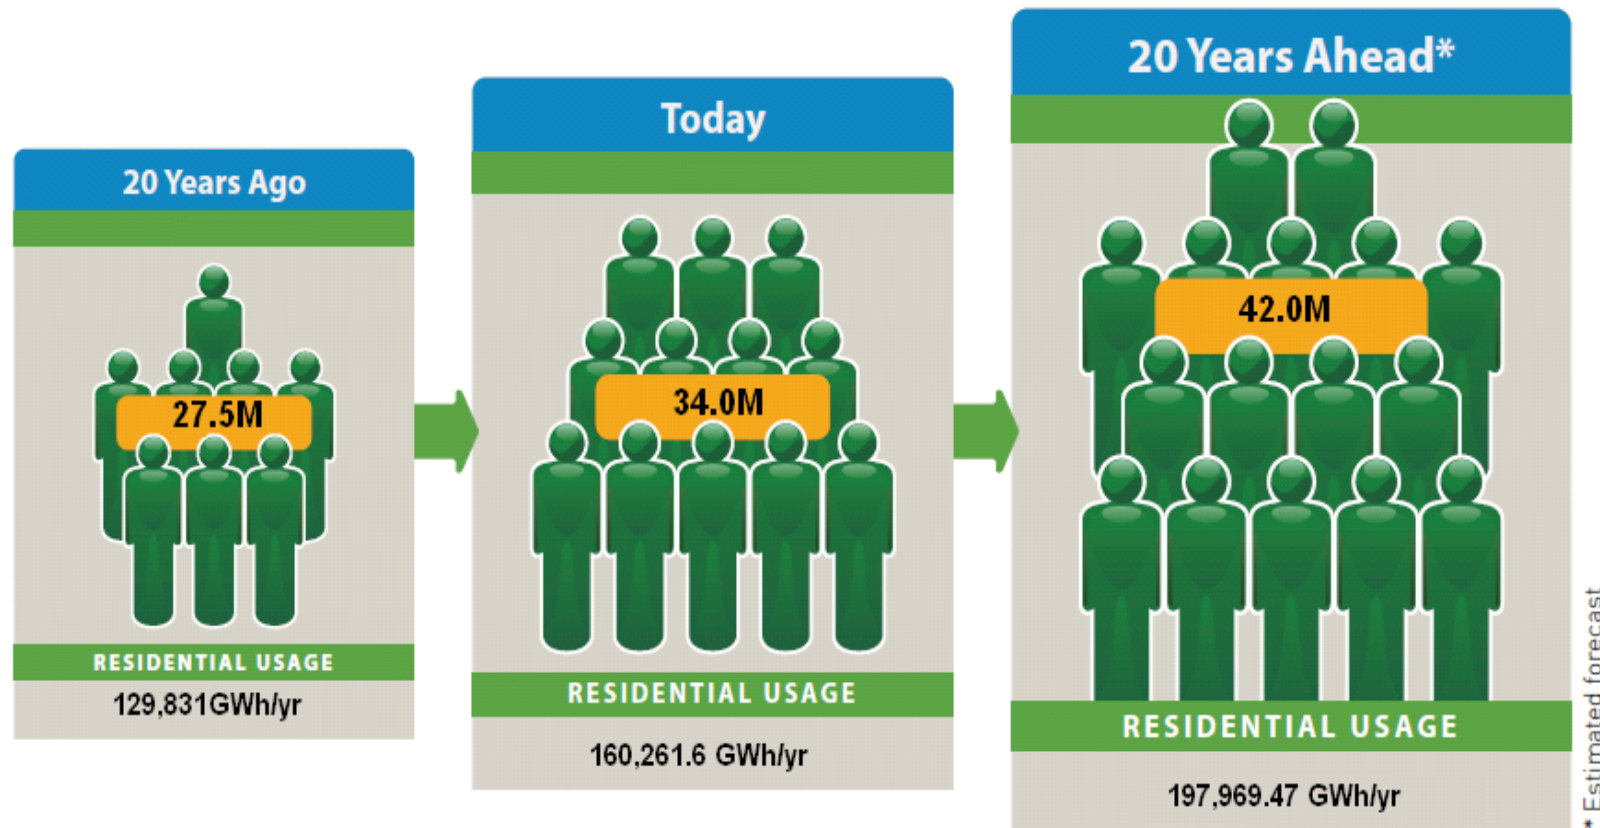 20 Years Ago
27.5M
RESIDENTIAL USAGE
129,831GWh/yr
Today
34.0M
RESIDENTIAL USAGE
160,261.6 GWh/yr
20 Years Ahead*
42.0M
RESIDENTIAL USAGE
197,969.47 GWh/yr
* Estimated forecast